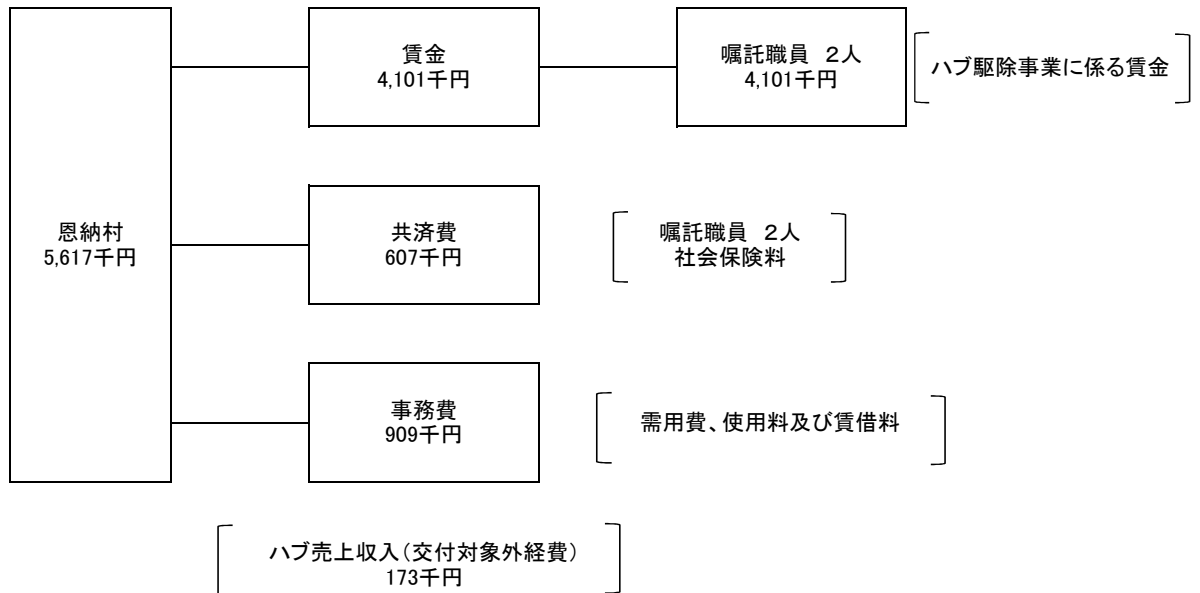 恩納村
5,617千円
賃金
4,101千円
嘱託職員　２人
4,101千円
ハブ駆除事業に係る賃金
共済費
607千円
嘱託職員　２人
社会保険料
事務費
909千円
需用費、使用料及び賃借料
ハブ売上収入（交付対象外経費）
173千円